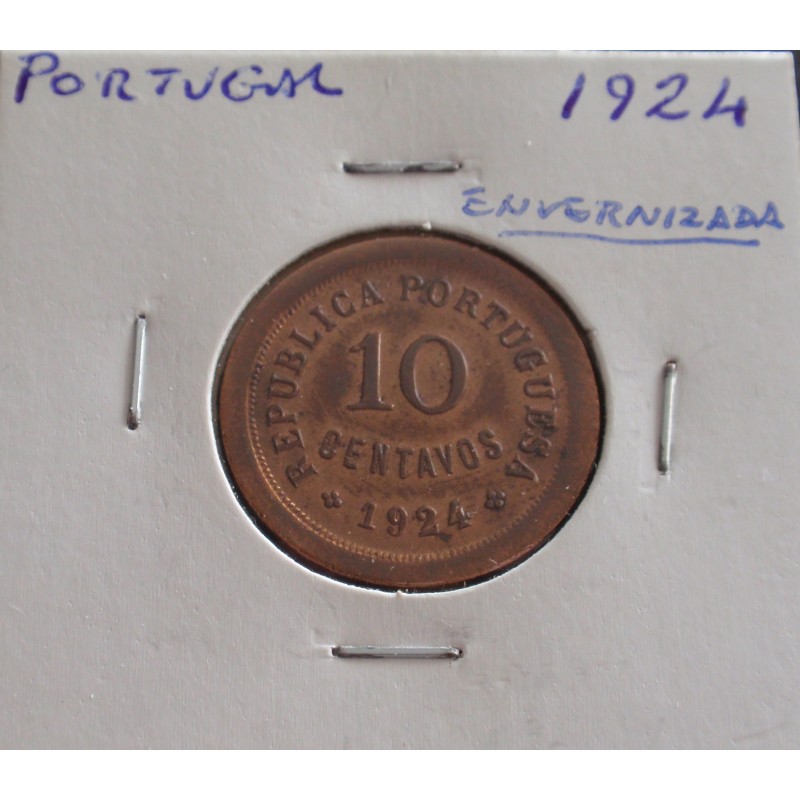 PORTUGAL 1924
ENVERNIZADA
REPUBLICA PORTUGUESA
10
CENTAVOS
* 1924 *